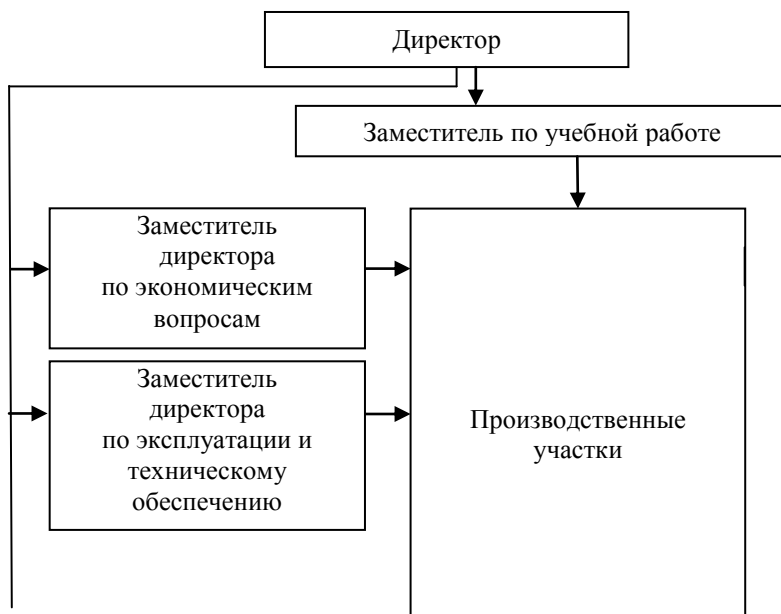 Директор
Заместитель по учебной работе
Заместитель
директора
по экономическим
вопросам
Заместитель
директора
по эксплуатации и
техническому
обеспечению
Производственные
участки